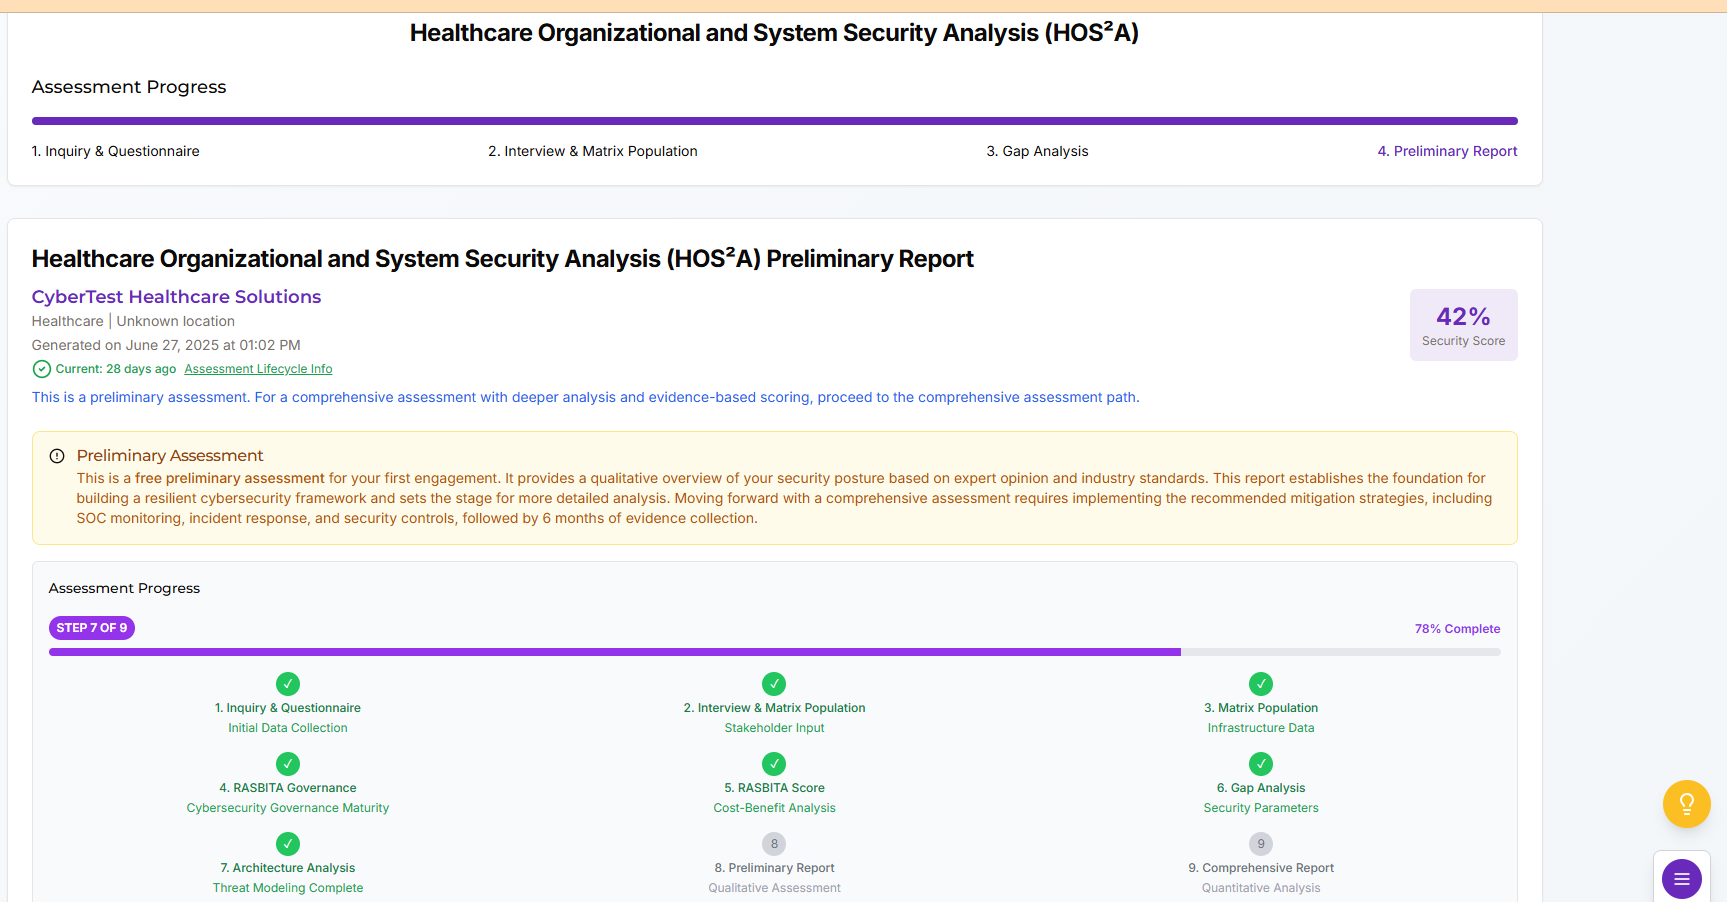 Healthcare Organizational and System Security Analysis (HOS²A)
Assessment Progress
1. Inquiry & Questionnaire
2. Interview & Matrix Population
3. Gap Analysis
4. Preliminary Report
Healthcare Organizational and System Security Analysis (HOS²A) Preliminary Report
CyberTest Healthcare Solutions
Healthcare | Unknown location
Generated on June 27, 2025 at 01:02 PM
Current: 28 days ago Assessment Lifecycle Info
42%
Security Score
This is a preliminary assessment. For a comprehensive assessment with deeper analysis and evidence-based scoring, proceed to the comprehensive assessment path.
Preliminary Assessment
This is a free preliminary assessment for your first engagement. It provides a qualitative overview of your security posture based on expert opinion and industry standards. This report establishes the foundation for
building a resilient cybersecurity framework and sets the stage for more detailed analysis. Moving forward with a comprehensive assessment requires implementing the recommended mitigation strategies, including
SOC monitoring, incident response, and security controls, followed by 6 months of evidence collection.
Assessment Progress
STEP 7 OF 9
78% Complete
1. Inquiry & Questionnaire
Initial Data Collection
2. Interview & Matrix Population
Stakeholder Input
3. Matrix Population
Infrastructure Data
4. RASBITA Governance
Cybersecurity Governance Maturity
5. RASBITA Score
Cost-Benefit Analysis
6. Gap Analysis
Security Parameters
7. Architecture Analysis
Threat Modeling Complete
8
8. Preliminary Report
Qualitative Assessment
9
9. Comprehensive Report
Quantitative Analysis